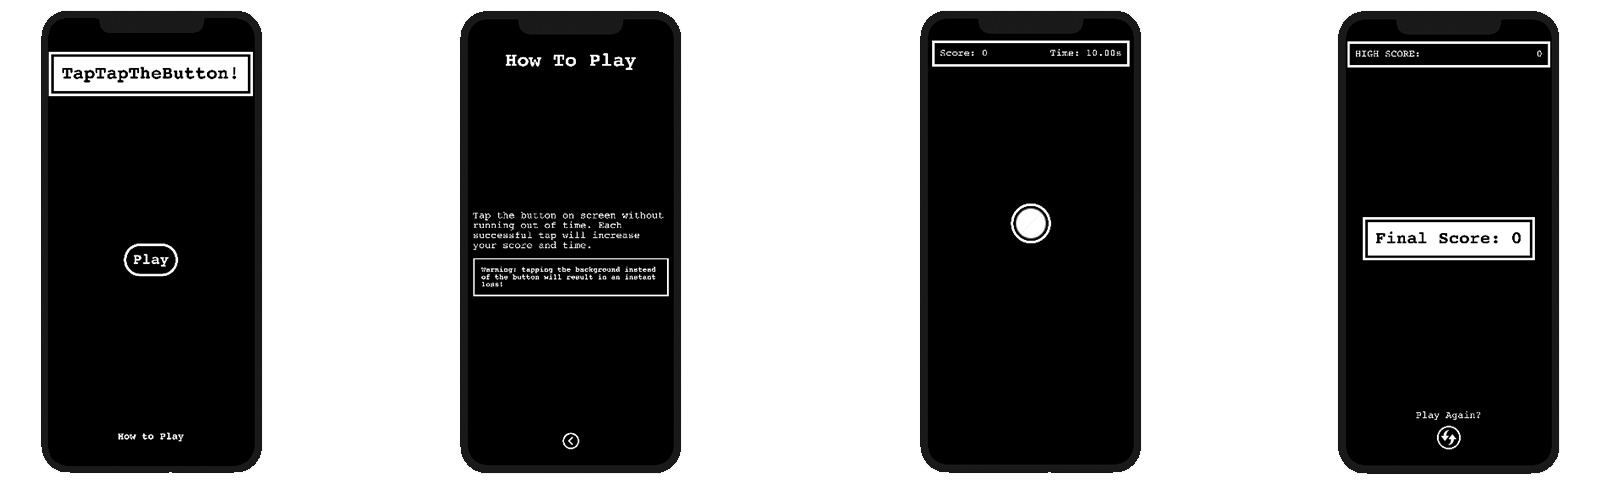 TapTapTheButton!
Play
How to Play
How To Play
Tap the button on screen without
running out of time. Each
successful tap will increase
your score and time.
Warning: tapping the background instead
of the button will result in an instant
loss!
Score: 0 Time: 10.00s
HIGH SCORE: 0
Final Score: 0
Play Again?